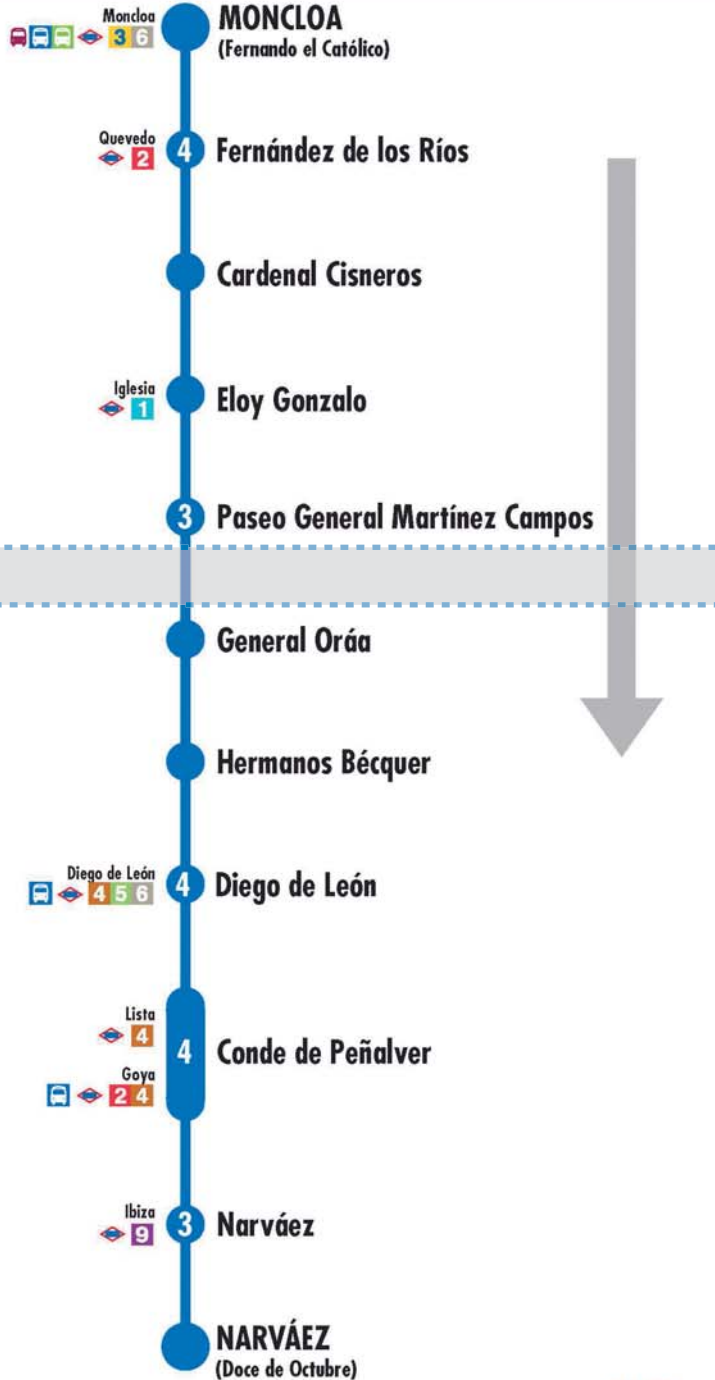 Moncloa
3 6
MONCLOA
(Fernando el Católico)
Quevedo
2
4
Fernández de los Ríos
Cardenal Cisneros
Iglesia
1
Eloy Gonzalo
3
Paseo General Martínez Campos
General Oráa
Hermanos Bécquer
Diego de León
4 5 6
4
Diego de León
Lista
4
Goya
2 4
4
Conde de Peñalver
Ibiza
9
3
Narváez
NARVÁEZ
(Doce de Octubre)